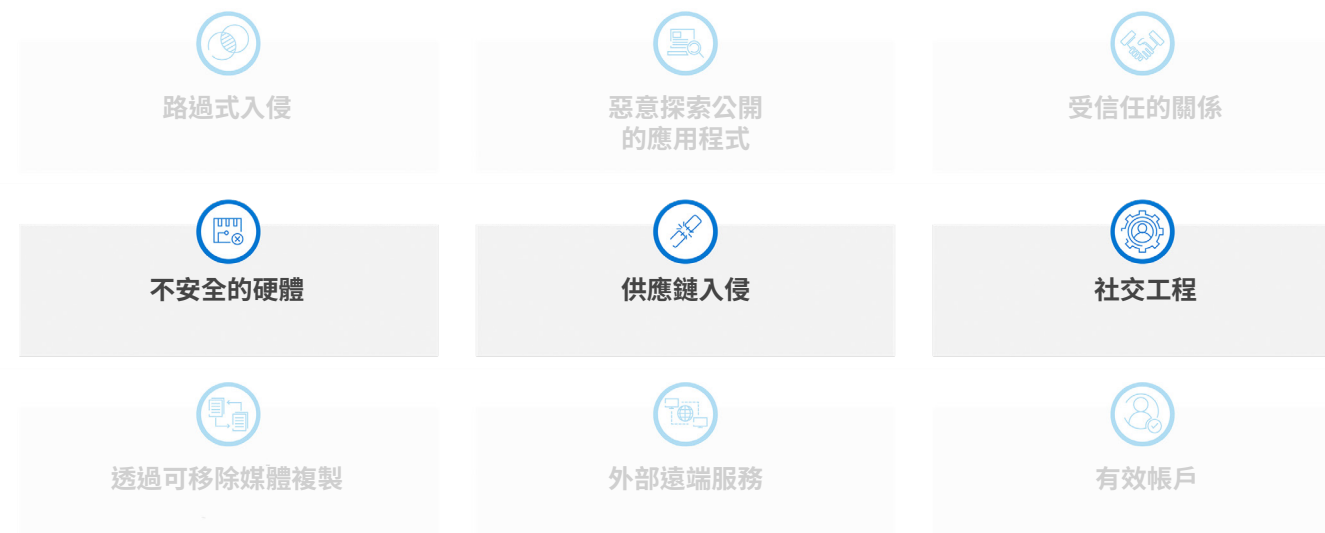 路過式入侵
惡意探索公開
的應用程式
受信任的關係
不安全的硬體
供應鏈入侵
社交工程
透過可移除媒體複製
外部遠端服務
有效帳戶